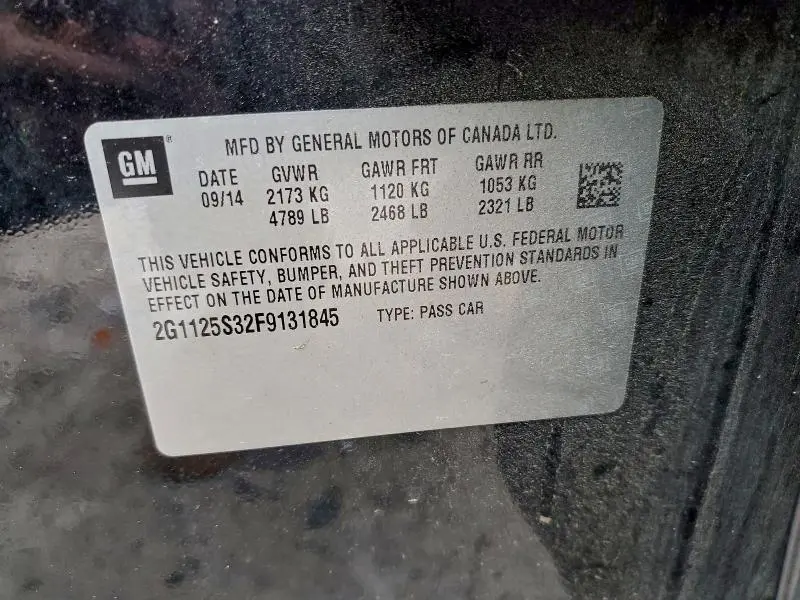 GM ®
MFD BY GENERAL MOTORS OF CANADA LTD.
DATE GVWR GAWR FRT GAWR RR
09/14 2173 KG 1120 KG 1053 KG
4789 LB 2468 LB 2321 LB
THIS VEHICLE CONFORMS TO ALL APPLICABLE U.S. FEDERAL MOTOR
VEHICLE SAFETY, BUMPER, AND THEFT PREVENTION STANDARDS IN
EFFECT ON THE DATE OF MANUFACTURE SHOWN ABOVE.
2G1125S32F9131845 TYPE: PASS CAR